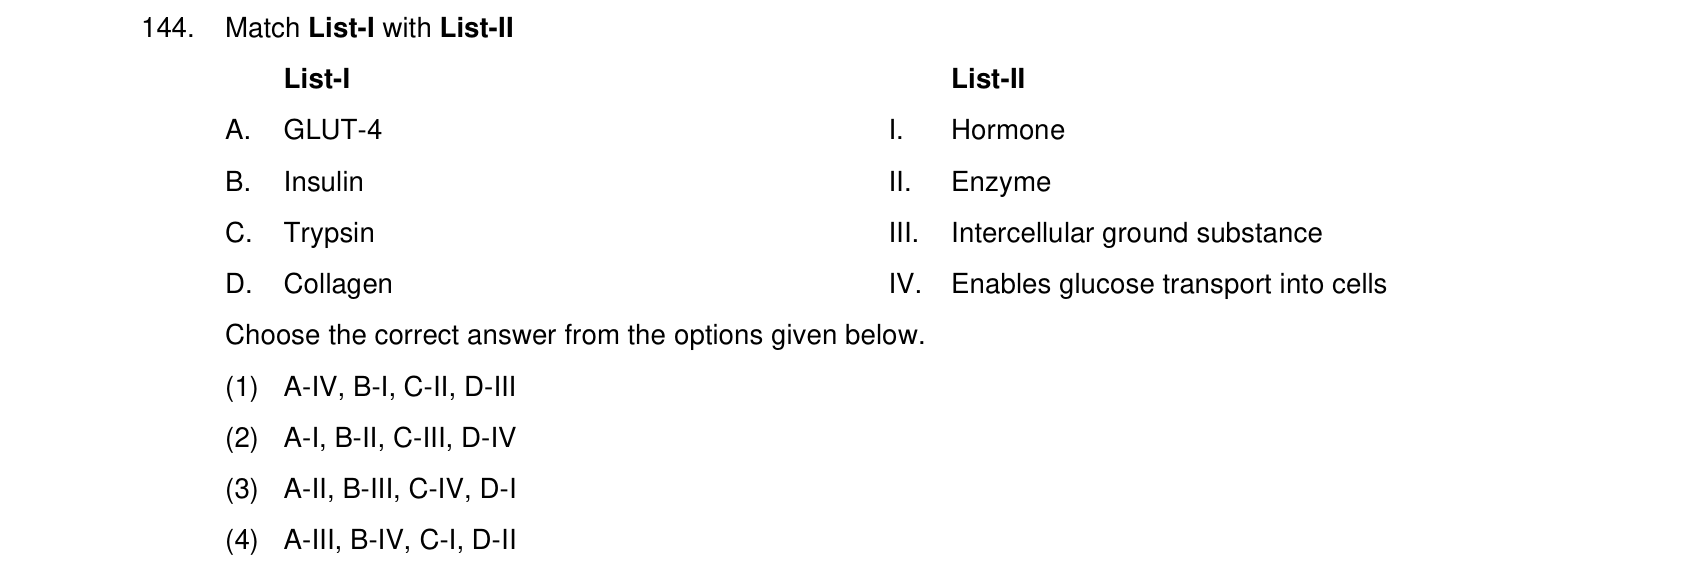 144. Match List-I with List-II
List-I List-II
A. GLUT-4 I. Hormone
B. Insulin II. Enzyme
C. Trypsin III. Intercellular ground substance
D. Collagen IV. Enables glucose transport into cells
Choose the correct answer from the options given below.
(1) A-IV, B-I, C-II, D-III
(2) A-I, B-II, C-III, D-IV
(3) A-II, B-III, C-IV, D-I
(4) A-III, B-IV, C-I, D-II